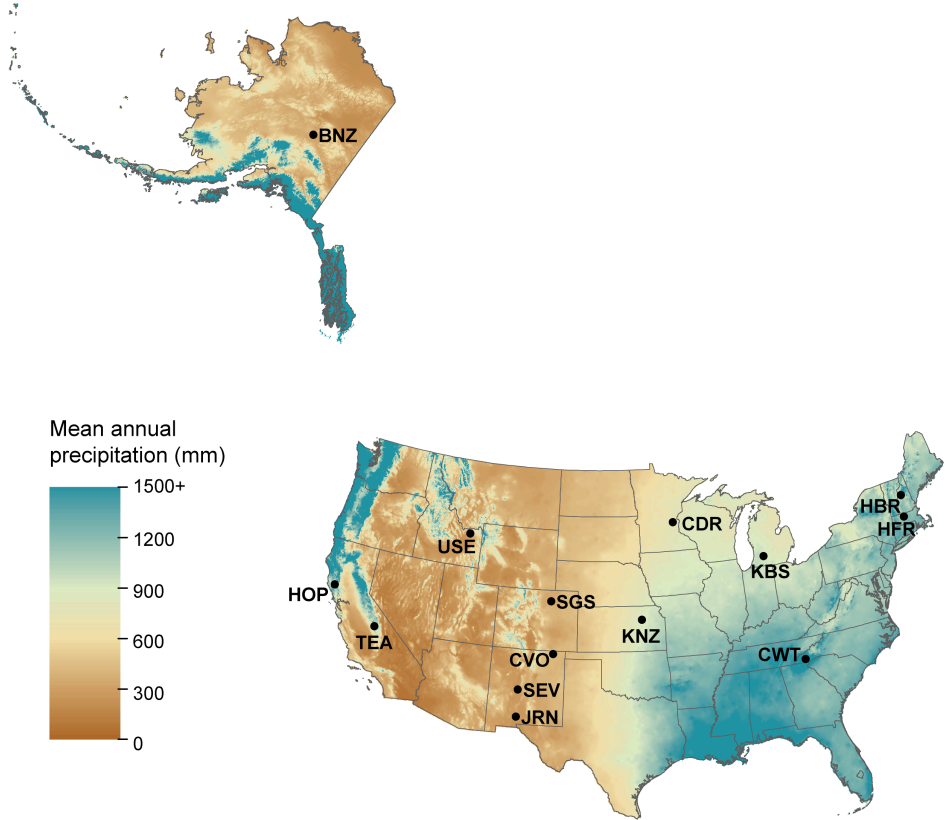 BNZ
Mean annual
precipitation (mm)
1500+
1200
900
600
300
0
HBR
HFR
CDR
USE
KBS
HOP
SGS
KNZ
TEA
CVO
CWT
SEV
JRN